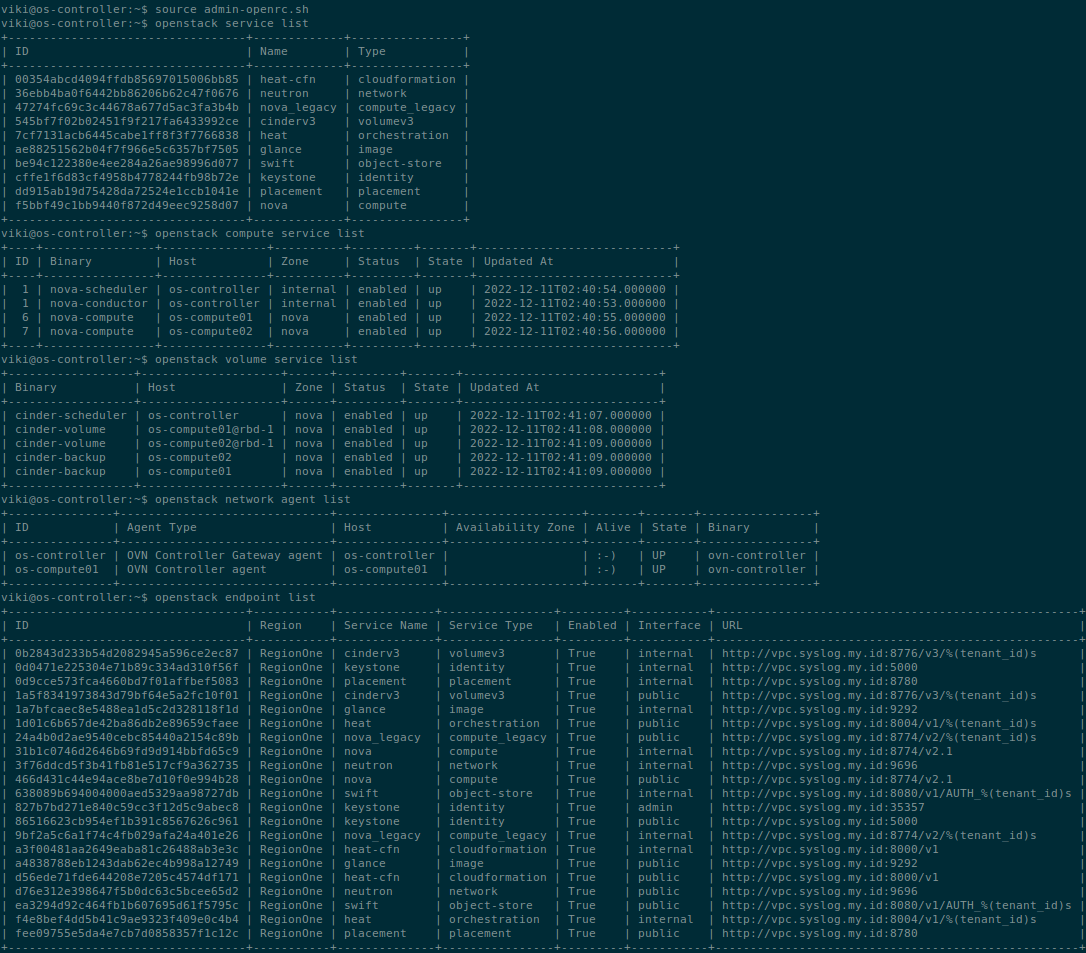 viki@os-controller:~$ source admin-openrc.sh
viki@os-controller:~$ openstack service list
+----------------------------------+-------------+----------------+
| ID                               | Name        | Type           |
+----------------------------------+-------------+----------------+
| 00354abcd4094ffdb85697015006bb85 | heat-cfn    | cloudformation |
| 36ebb4ba0f6442bb86206b62c47f0676 | neutron     | network        |
| 47274fc69c3c44678a677d5ac3fa3b4b | nova_legacy | compute_legacy |
| 545bf7f02b02451f9f217fa6433992ce | cinderv3    | volumev3       |
| 7cf7131acb6445cabe1ff8f3f7766838 | heat        | orchestration  |
| ae88251562b04f7f966e5c6357bf7505 | glance      | image          |
| be94c122380e4ee284a26ae98996d077 | swift       | object-store   |
| cffe1f6d83cf4958b4778244fb98b72e | keystone    | identity       |
| dd915ab19d75428da72524e1ccb1041e | placement   | placement      |
| f5bbf49c1bb9440f872d49eec9258d07 | nova        | compute        |
+----------------------------------+-------------+----------------+
viki@os-controller:~$ openstack compute service list
+----+----------------+---------------+----------+---------+-------+----------------------------+
| ID | Binary         | Host          | Zone     | Status  | State | Updated At                 |
+----+----------------+---------------+----------+---------+-------+----------------------------+
|  1 | nova-scheduler | os-controller | internal | enabled | up    | 2022-12-11T02:40:54.000000 |
|  1 | nova-conductor | os-controller | internal | enabled | up    | 2022-12-11T02:40:53.000000 |
|  6 | nova-compute   | os-compute01  | nova     | enabled | up    | 2022-12-11T02:40:55.000000 |
|  7 | nova-compute   | os-compute02  | nova     | enabled | up    | 2022-12-11T02:40:56.000000 |
+----+----------------+---------------+----------+---------+-------+----------------------------+
viki@os-controller:~$ openstack volume service list
+------------------+--------------------+------+---------+-------+----------------------------+
| Binary           | Host               | Zone | Status  | State | Updated At                 |
+------------------+--------------------+------+---------+-------+----------------------------+
| cinder-scheduler | os-controller      | nova | enabled | up    | 2022-12-11T02:41:07.000000 |
| cinder-volume    | os-compute01@rbd-1 | nova | enabled | up    | 2022-12-11T02:41:08.000000 |
| cinder-volume    | os-compute02@rbd-1 | nova | enabled | up    | 2022-12-11T02:41:09.000000 |
| cinder-backup    | os-compute02       | nova | enabled | up    | 2022-12-11T02:41:09.000000 |
| cinder-backup    | os-compute01       | nova | enabled | up    | 2022-12-11T02:41:09.000000 |
+------------------+--------------------+------+---------+-------+----------------------------+
viki@os-controller:~$ openstack network agent list
+---------------+------------------------------+---------------+-------------------+-------+-------+----------------+
| ID            | Agent Type                   | Host          | Availability Zone | Alive | State | Binary         |
+---------------+------------------------------+---------------+-------------------+-------+-------+----------------+
| os-controller | OVN Controller Gateway agent | os-controller |                   | :-)   | UP    | ovn-controller |
| os-compute01  | OVN Controller agent         | os-compute01  |                   | :-)   | UP    | ovn-controller |
+---------------+------------------------------+---------------+-------------------+-------+-------+----------------+
viki@os-controller:~$ openstack endpoint list
+----------------------------------+-----------+--------------+----------------+---------+-----------+----------------------------------------------------+
| ID                               | Region    | Service Name | Service Type   | Enabled | Interface | URL                                                |
+----------------------------------+-----------+--------------+----------------+---------+-----------+----------------------------------------------------+
| 0b2843d233b54d2082945a596ce2ec87 | RegionOne | cinderv3     | volumev3       | True    | internal  | http://vpc.syslog.my.id:8776/v3/%(tenant_id)s      |
| 0d0471e225304e71b89c334ad310f56f | RegionOne | keystone     | identity       | True    | internal  | http://vpc.syslog.my.id:5000                       |
| 0d9cce573fca4660bd7f01affbef5083 | RegionOne | placement    | placement      | True    | internal  | http://vpc.syslog.my.id:8780                       |
| 1a5f8341973843d79bf64e5a2fc10f01 | RegionOne | cinderv3     | volumev3       | True    | public    | http://vpc.syslog.my.id:8776/v3/%(tenant_id)s      |
| 1a7bfcaec8e5488ea1d5c2d328118f1d | RegionOne | glance       | image          | True    | internal  | http://vpc.syslog.my.id:9292                       |
| 1d01c6b657de42ba86db2e89659cfaee | RegionOne | heat         | orchestration  | True    | public    | http://vpc.syslog.my.id:8004/v1/%(tenant_id)s      |
| 24a4b0d2ae9540cebc85440a2154c89b | RegionOne | nova_legacy  | compute_legacy | True    | public    | http://vpc.syslog.my.id:8774/v2/%(tenant_id)s      |
| 31b1c0746d2646b69fd9d914bbfd65c9 | RegionOne | nova         | compute        | True    | internal  | http://vpc.syslog.my.id:8774/v2.1                  |
| 3f76ddcd5f3b41fb81e517cf9a362735 | RegionOne | neutron      | network        | True    | internal  | http://vpc.syslog.my.id:9696                       |
| 466d431c44e94ace8be7d10f0e994b28 | RegionOne | nova         | compute        | True    | public    | http://vpc.syslog.my.id:8774/v2.1                  |
| 638089b694004000aed5329aa98727db | RegionOne | swift        | object-store   | True    | internal  | http://vpc.syslog.my.id:8080/v1/AUTH_%(tenant_id)s |
| 827b7bd271e840c59cc3f12d5c9abec8 | RegionOne | keystone     | identity       | True    | admin     | http://vpc.syslog.my.id:35357                      |
| 86516623cb954ef1b391c8567626c961 | RegionOne | keystone     | identity       | True    | public    | http://vpc.syslog.my.id:5000                       |
| 9bf2a5c6a1f74c4fb029afa24a401e26 | RegionOne | nova_legacy  | compute_legacy | True    | internal  | http://vpc.syslog.my.id:8774/v2/%(tenant_id)s      |
| a3f00481aa2649eaba81c26488ab3e3c | RegionOne | heat-cfn     | cloudformation | True    | internal  | http://vpc.syslog.my.id:8000/v1                    |
| a4838788eb1243dab62ec4b998a12749 | RegionOne | glance       | image          | True    | public    | http://vpc.syslog.my.id:9292                       |
| d56ede71fde644208e7205c4574df171 | RegionOne | heat-cfn     | cloudformation | True    | public    | http://vpc.syslog.my.id:8000/v1                    |
| d76e312e398647f5b0dc63c5bcee65d2 | RegionOne | neutron      | network        | True    | public    | http://vpc.syslog.my.id:9696                       |
| ea3294d92c464fb1b607695d61f5795c | RegionOne | swift        | object-store   | True    | public    | http://vpc.syslog.my.id:8080/v1/AUTH_%(tenant_id)s |
| f4e8bef4dd5b41c9ae9323f409e0c4b4 | RegionOne | heat         | orchestration  | True    | internal  | http://vpc.syslog.my.id:8004/v1/%(tenant_id)s      |
| fee09755e5da4e7cb7d0858357f1c12c | RegionOne | placement    | placement      | True    | public    | http://vpc.syslog.my.id:8780                       |
+----------------------------------+-----------+--------------+----------------+---------+-----------+----------------------------------------------------+